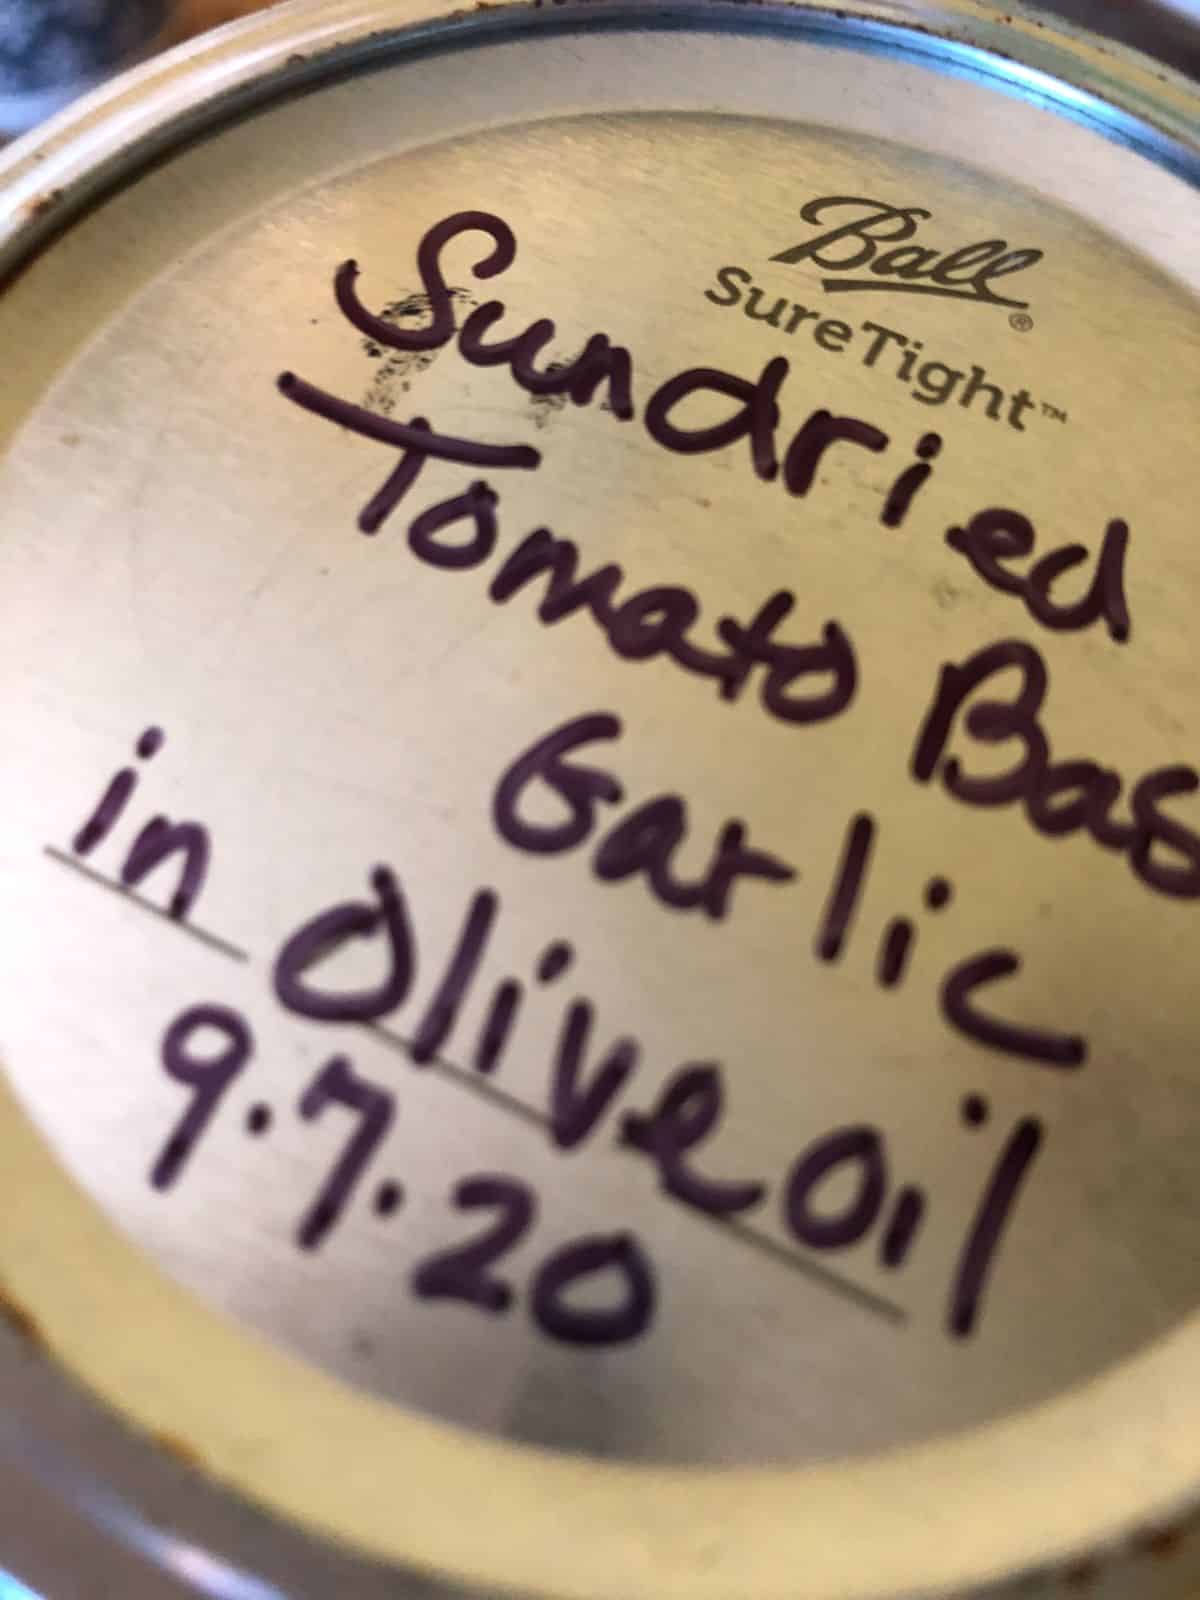 Ball®
SureTight™
Sundried
Tomato Bas
Garlic
in Olive oil
9.7.20